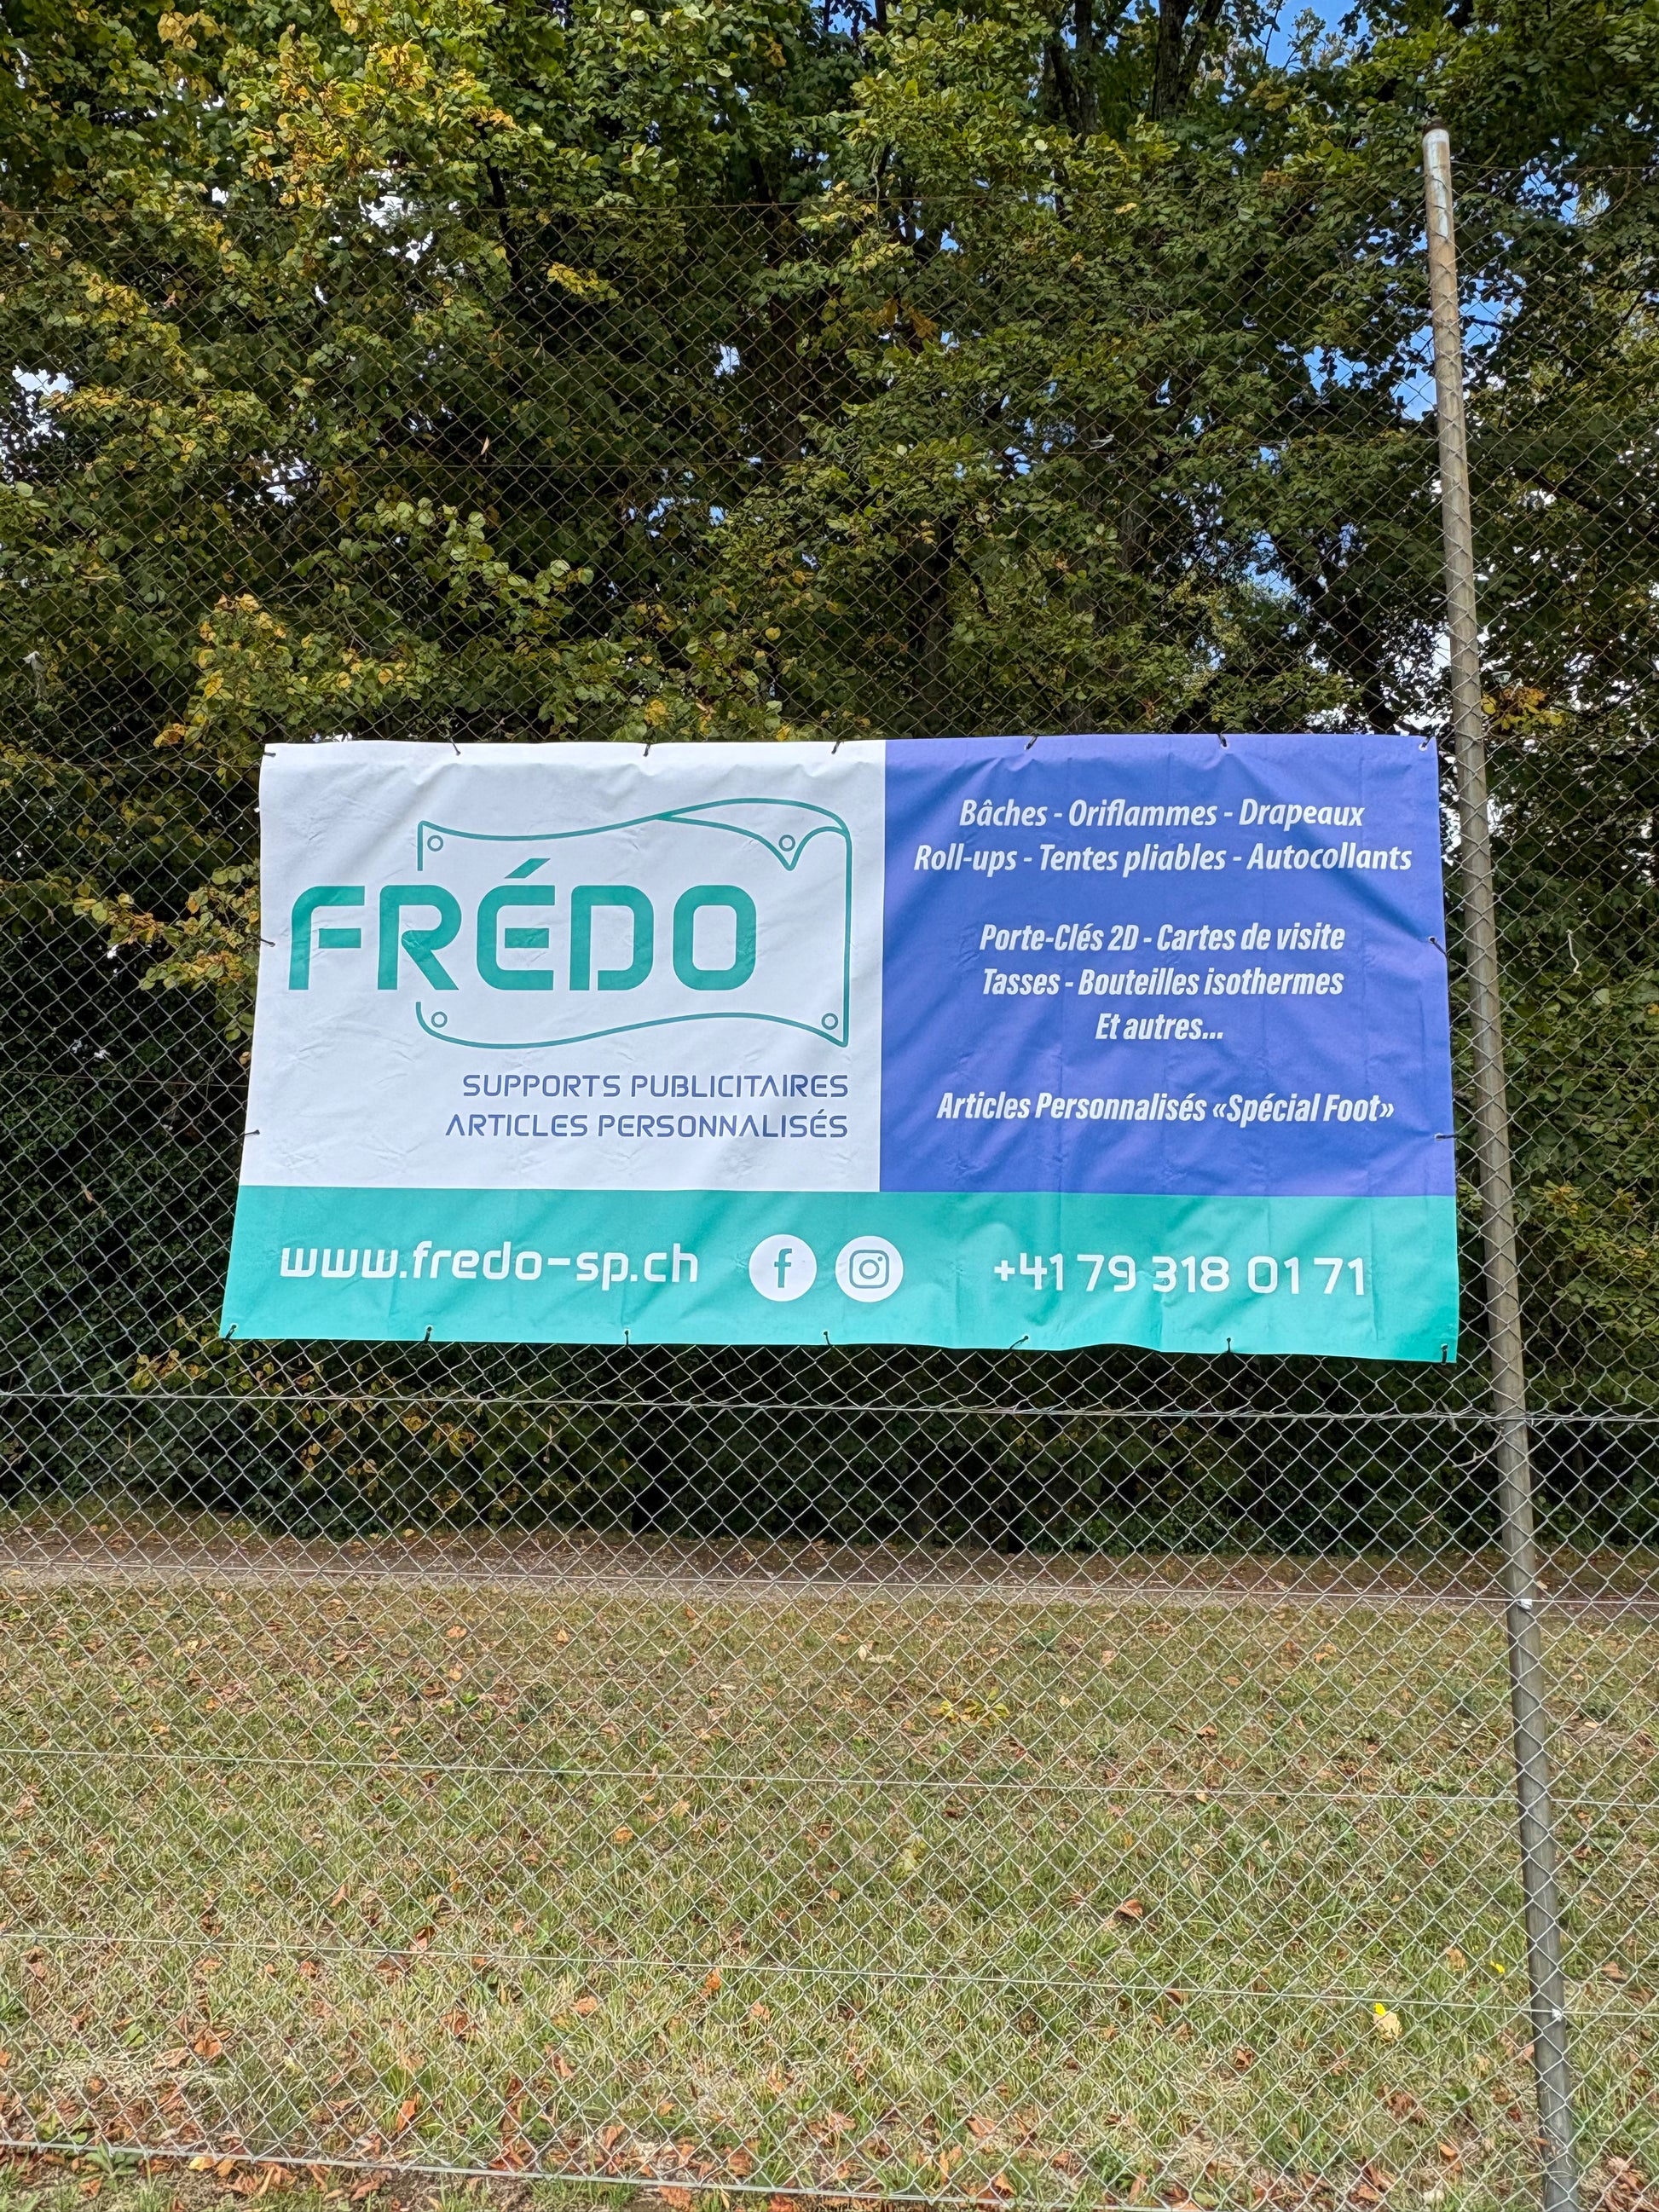 FRÉDO
SUPPORTS PUBLICITAIRES
ARTICLES PERSONNALISÉS
Bâches - Oriflammes - Drapeaux
Roll-ups - Tentes pliables - Autocollants
Porte-Clés 2D - Cartes de visite
Tasses - Bouteilles isothermes
Et autres...
Articles Personnalisés «Spécial Foot»
www.fredo-sp.ch
+41 79 318 01 71